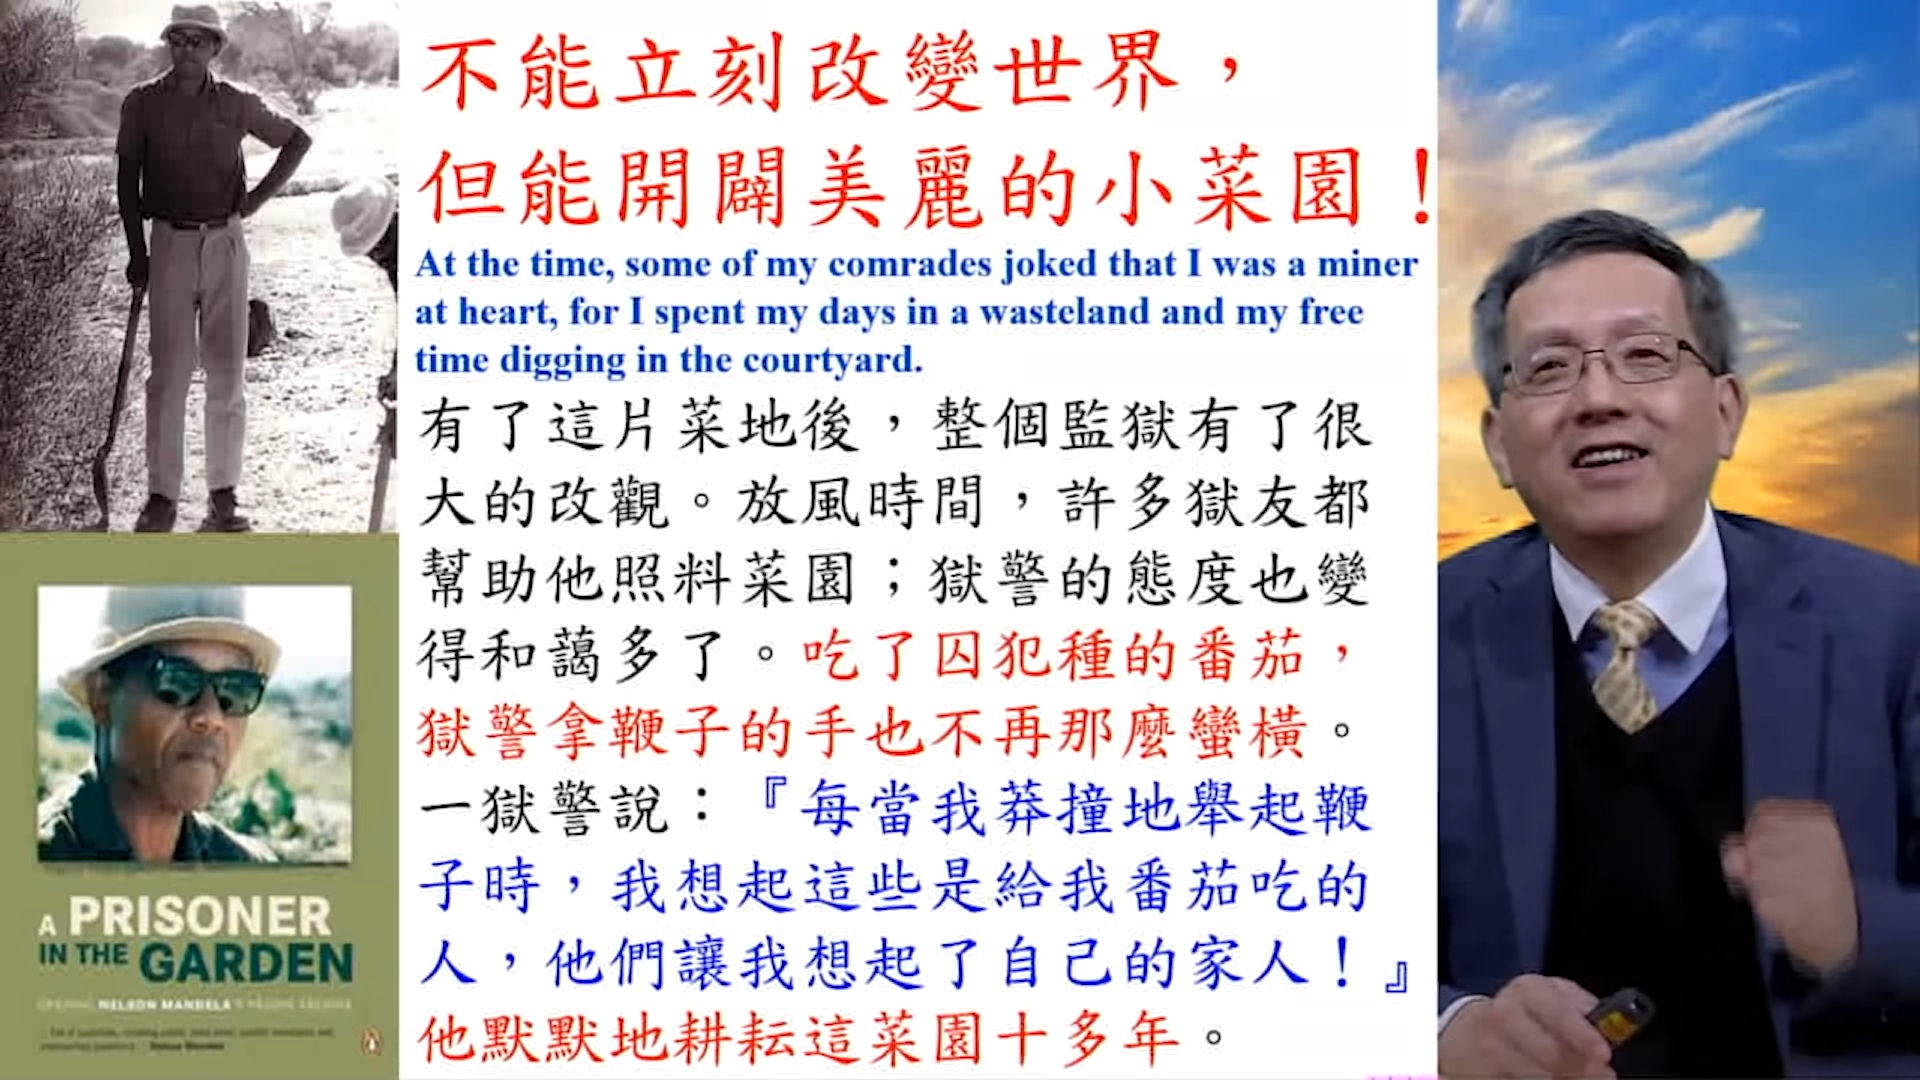 不能立刻改變世界，
但能開闢美麗的小菜園！
At the time, some of my comrades joked that I was a miner
at heart, for I spent my days in a wasteland and my free
time digging in the courtyard.
有了這片菜地後，整個監獄有了很
大的改觀。放風時間，許多獄友都
幫助他照料菜園；獄警的態度也變
得和藹多了。吃了囚犯種的番茄，
獄警拿鞭子的手也不再那麼蠻橫。
一獄警說：『每當我莽撞地舉起鞭
子時，我想起這些是給我番茄吃的
人，他們讓我想起了自己的家人！』
他默默地耕耘這菜園十多年。
A PRISONER
IN THE GARDEN
NELSON MANDELA'S